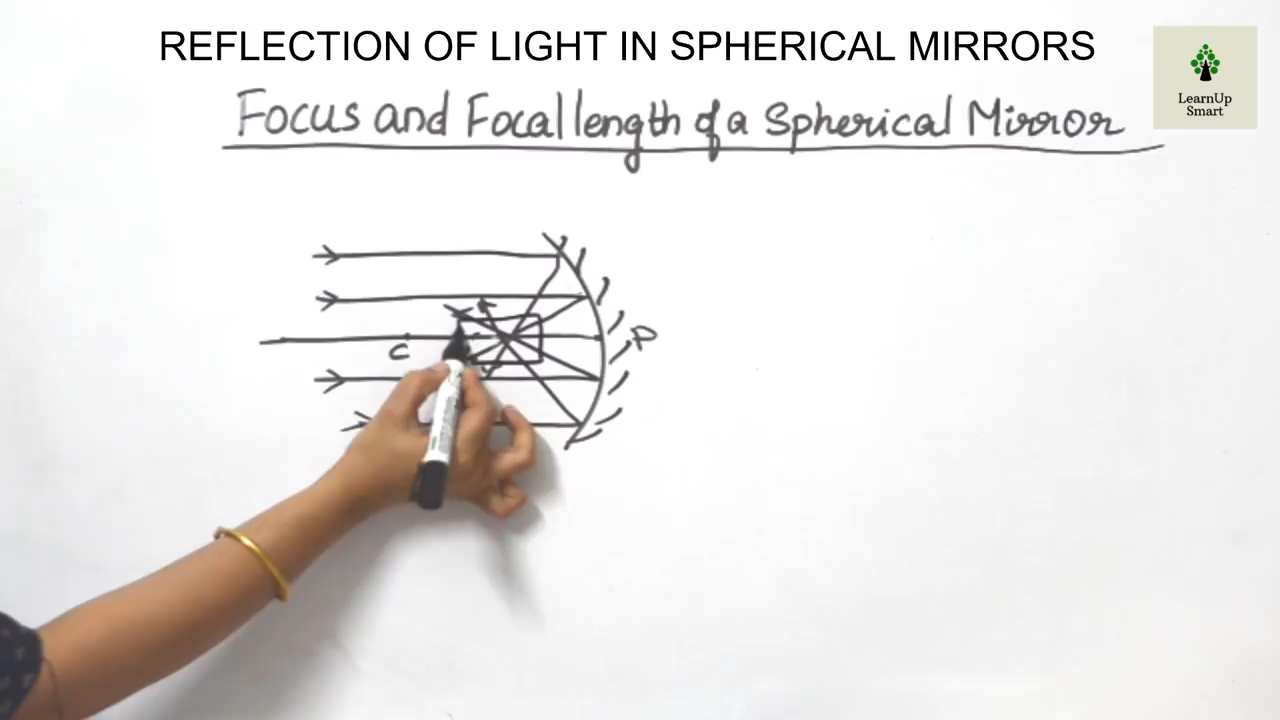 REFLECTION OF LIGHT IN SPHERICAL MIRRORS
LearnUp
Smart
Focus and Focal length of a Spherical Mirror
C
P